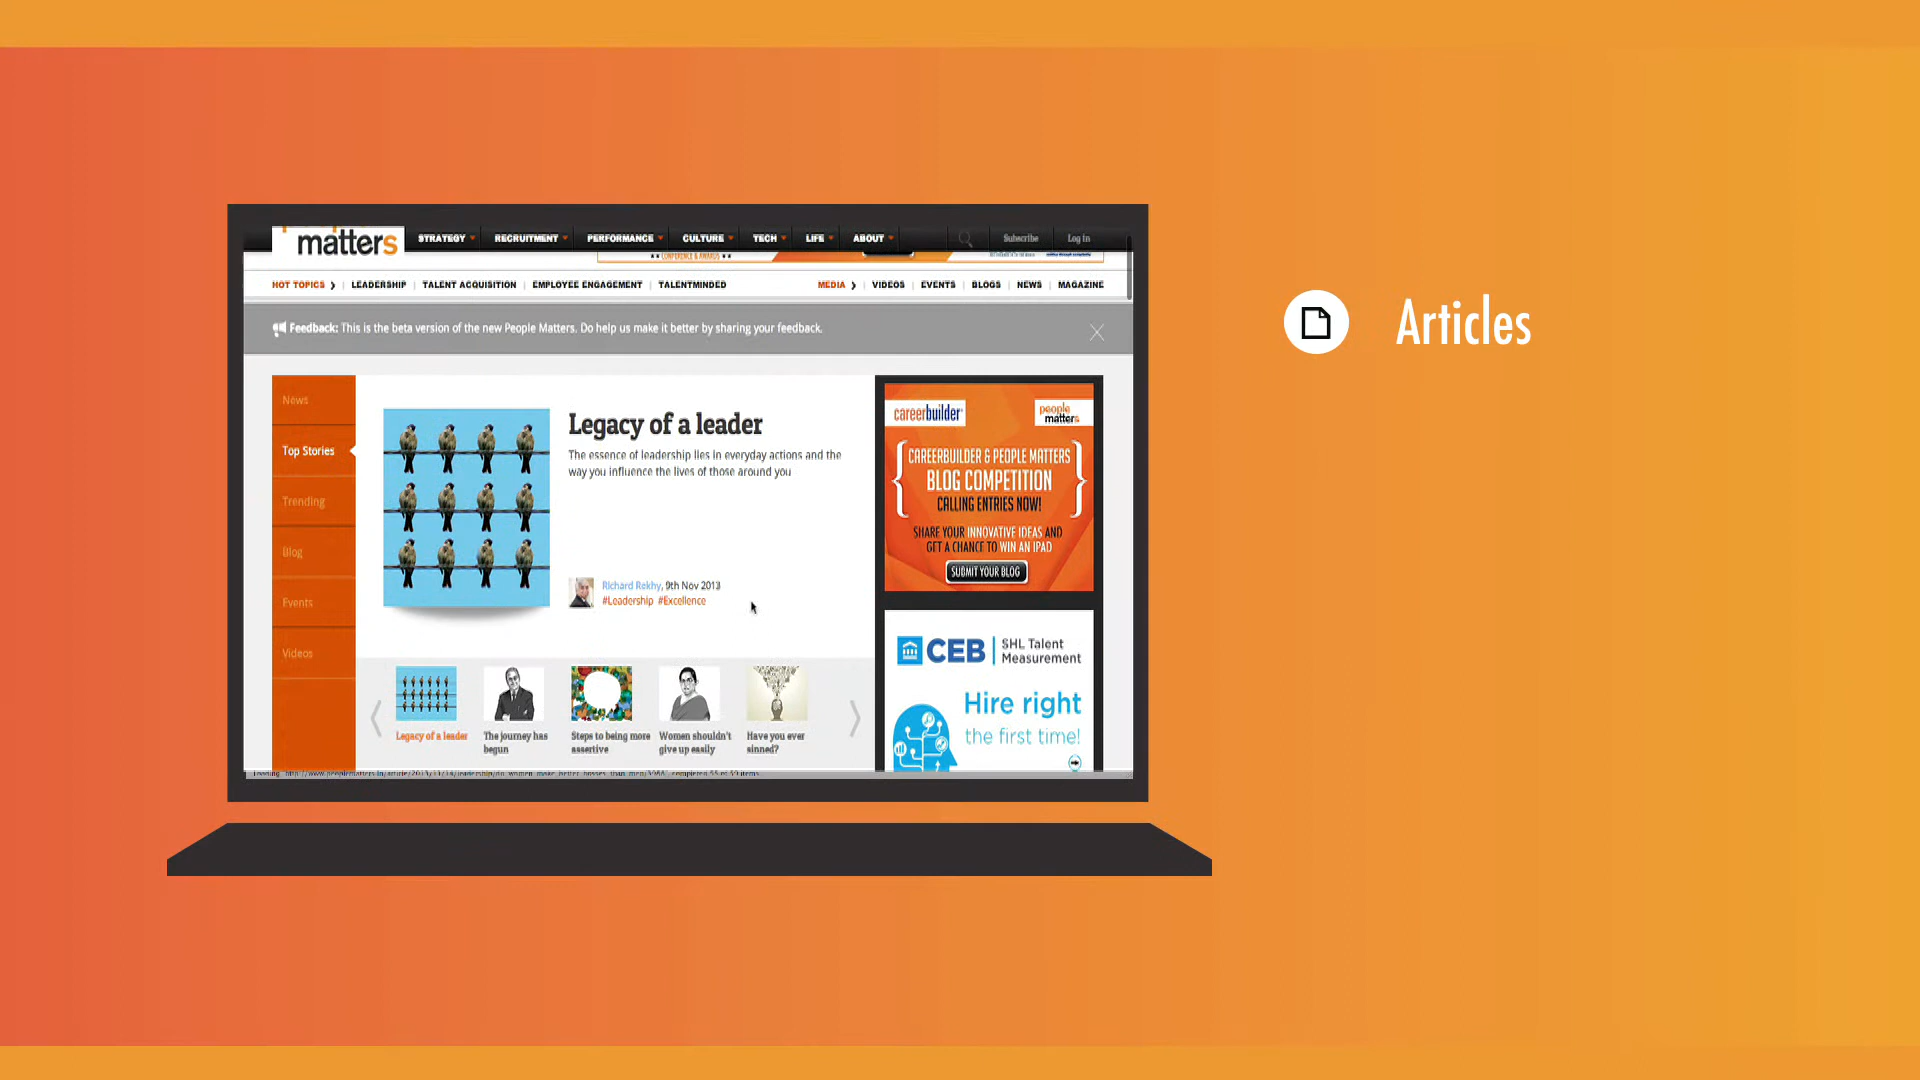 matters
STRATEGY
RECRUITMENT
PERFORMANCE
CULTURE
TECH
LIFE
ABOUT
Subscribe
Log in
CONFERENCE & AWARDS
HOT TOPICS
LEADERSHIP
TALENT ACQUISITION
EMPLOYEE ENGAGEMENT
TALENTMINDED
MEDIA
VIDEOS
EVENTS
BLOGS
NEWS
MAGAZINE
Feedback: This is the beta version of the new People Matters. Do help us make it better by sharing your feedback.
Articles
News
Top Stories
Trending
Blog
Events
Videos
Legacy of a leader
The essence of leadership lies in everyday actions and the
way you influence the lives of those around you
Richard Rekhy, 9th Nov 2013
#Leadership #Excellence
Legacy of a leader
The journey has
begun
Steps to being more
assertive
Women shouldn't
give up easily
Have you ever
sinned?
careerbuilder
people
matters
CAREERBUILDER & PEOPLE MATTERS
BLOG COMPETITION
CALLING ENTRIES NOW!
SHARE YOUR INNOVATIVE IDEAS AND
GET A CHANCE TO WIN AN IPAD
SUBMIT YOUR BLOG
CEB
SHL Talent
Measurement
Hire right
the first time!